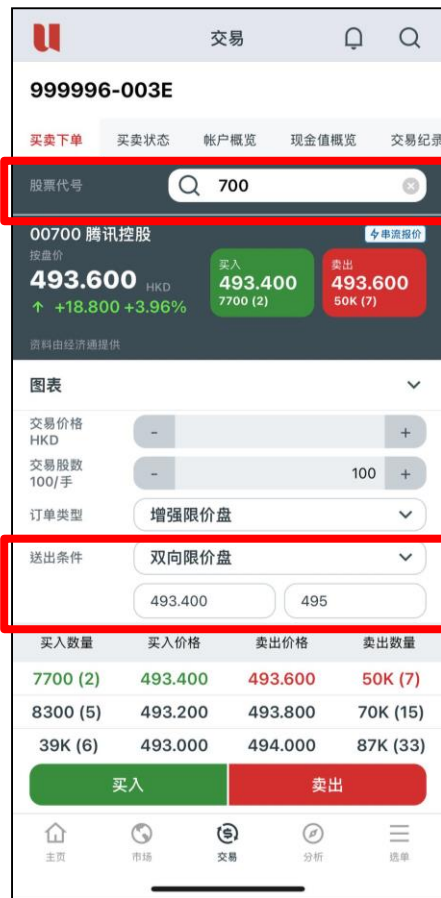 交易
999996-003E
买卖下单 买卖状态 帐户概览 现金值概览 交易纪录
股票代号 700
00700 腾讯控股 串流报价
按盘价
493.600 HKD
↑ +18.800 +3.96%
买入
493.400
7700 (2)
卖出
493.600
50K (7)
资料由经济通提供
图表
交易价格
HKD
- +
交易股数
100/手
- 100 +
订单类型 增强限价盘
送出条件 双向限价盘
493.400 495
买入数量 买入价格 卖出价格 卖出数量
7700 (2) 493.400 493.600 50K (7)
8300 (5) 493.200 493.800 70K (15)
39K (6) 493.000 494.000 87K (33)
买入 卖出
主页 市场 交易 分析 选单